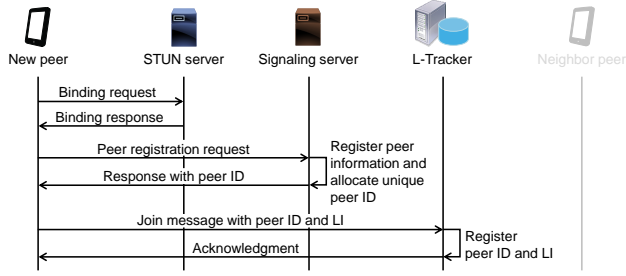 New peer
STUN server
Signaling server
L-Tracker
Neighbor peer
Binding request
Binding response
Peer registration request
Register peer
information and
allocate unique
peer ID
Response with peer ID
Join message with peer ID and LI
Register
peer ID and LI
Acknowledgment